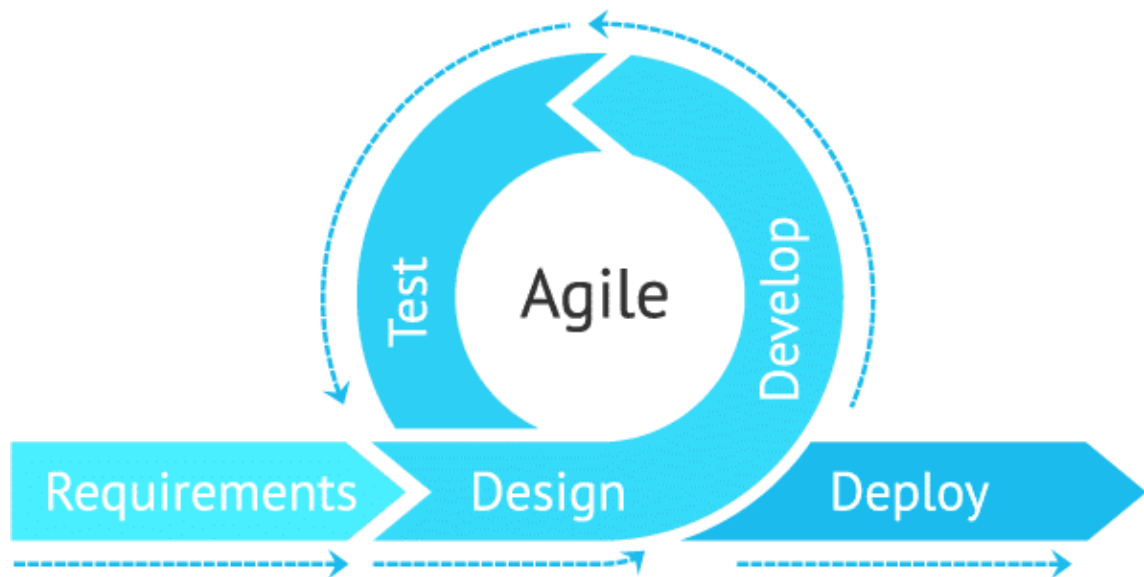 Agile
Test
Develop
Requirements
Design
Deploy